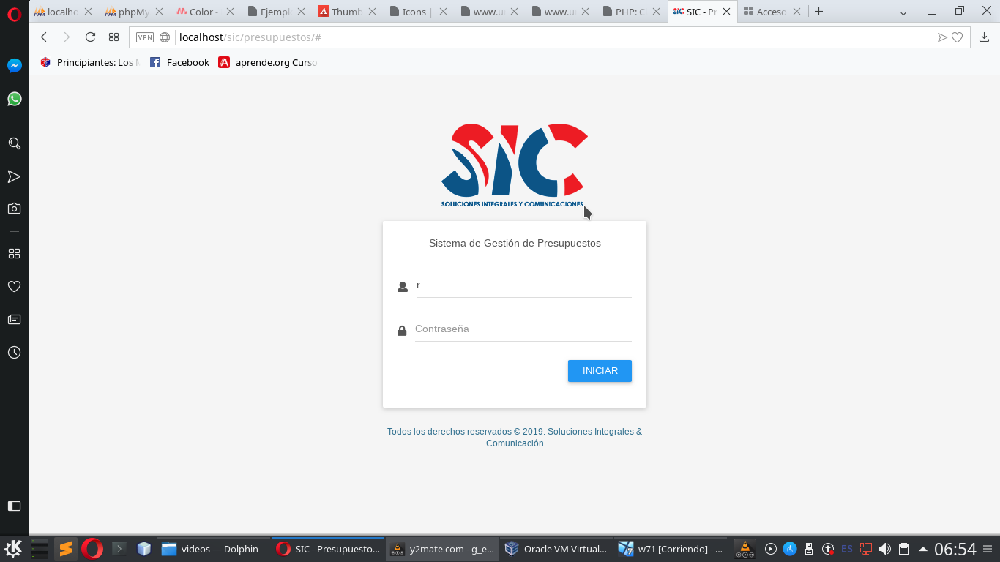 localho
phpMy
Color -
Ejempl
Thumb
Icons |
www.u
www.u
PHP: C
SIC - Pr
Acceso
VPN
localhost/sic/presupuestos/#
Principiantes: Los M
Facebook
aprende.org Curso
SIC
SOLUCIONES INTEGRALES Y COMUNICACIONES
Sistema de Gestión de Presupuestos
r
Contraseña
INICIAR
Todos los derechos reservados © 2019. Soluciones Integrales &
Comunicación
videos — Dolphin
SIC - Presupuesto...
y2mate.com - g_e...
Oracle VM Virtual...
w71 [Corriendo] - ...
ES
06:54